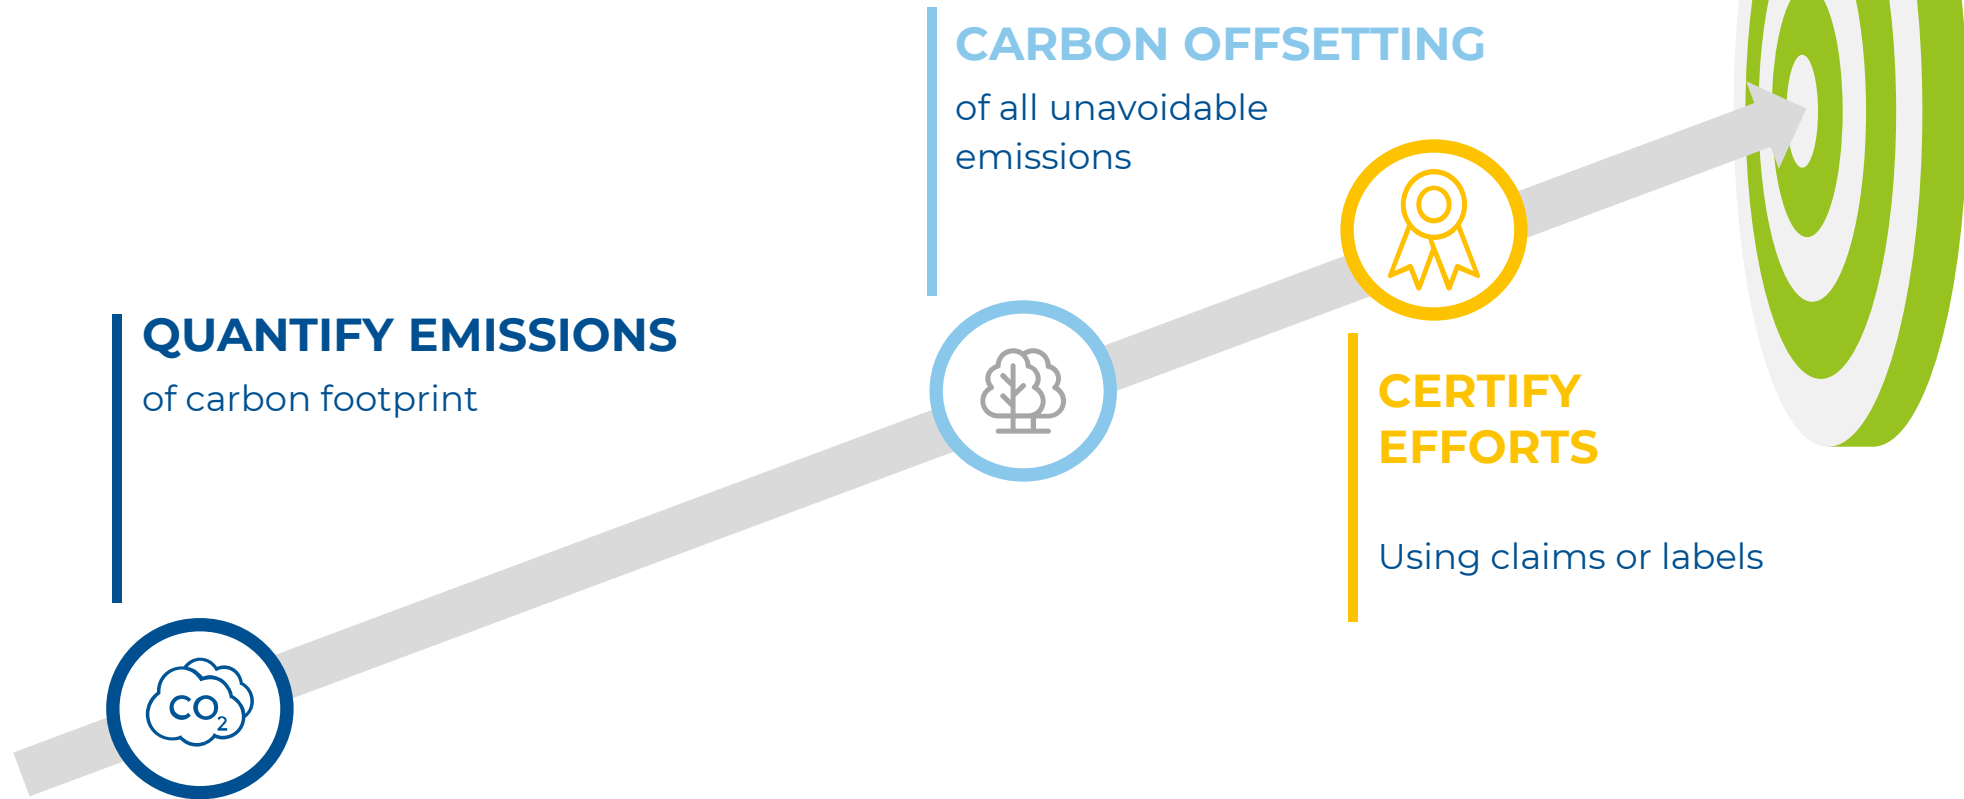 CARBON OFFSETTING
of all unavoidable
emissions
QUANTIFY EMISSIONS
of carbon footprint
CERTIFY
EFFORTS
Using claims or labels
CO2